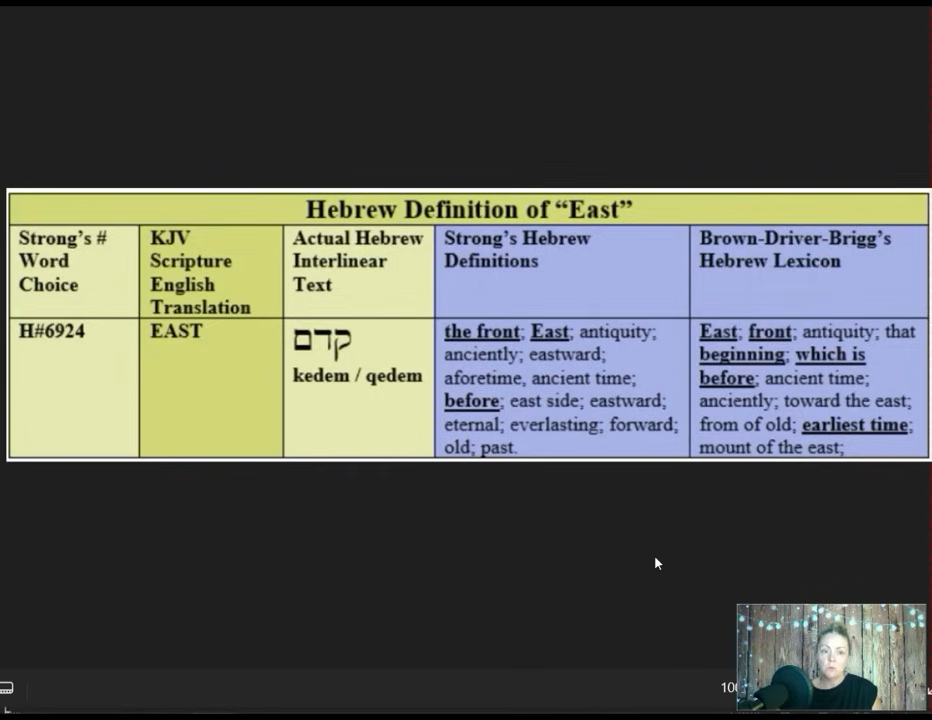 Hebrew Definition of “East”
Strong’s #
Word
Choice
KJV
Scripture
English
Translation
Actual Hebrew
Interlinear
Text
Strong’s Hebrew
Definitions
Brown-Driver-Brigg’s
Hebrew Lexicon
H#6924
EAST
קדם
kedem / qedem
the front; East; antiquity;
anciently; eastward;
aforetime, ancient time;
before; east side; eastward;
eternal; everlasting; forward;
old; past.
East; front; antiquity; that
beginning; which is
before; ancient time;
anciently; toward the east;
from of old; earliest time;
mount of the east;